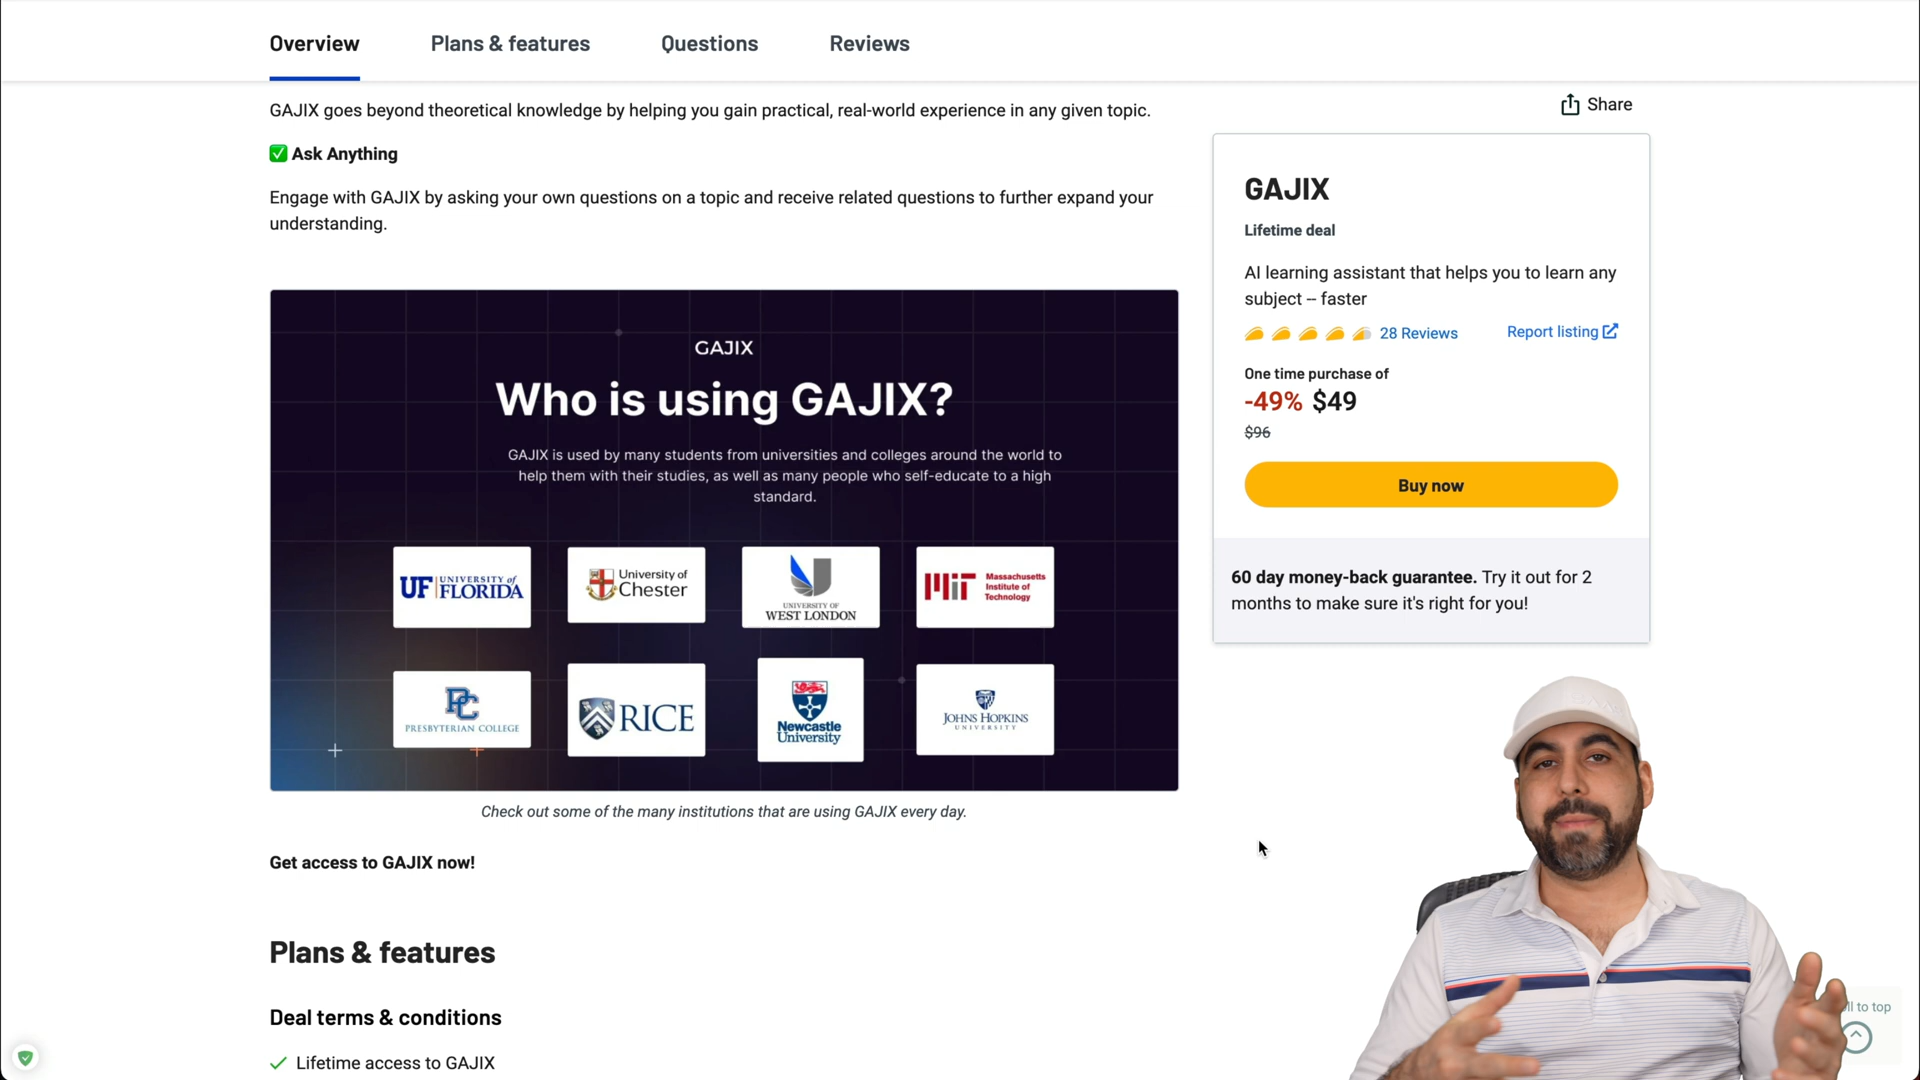 Overview
Plans & features
Questions
Reviews
GAJIX goes beyond theoretical knowledge by helping you gain practical, real-world experience in any given topic.
Share
✅ Ask Anything
Engage with GAJIX by asking your own questions on a topic and receive related questions to further expand your
understanding.
GAJIX
Who is using GAJIX?
GAJIX is used by many students from universities and colleges around the world to
help them with their studies, as well as many people who self-educate to a high
standard.
UF UNIVERSITY of
FLORIDA
University of
Chester
UNIVERSITY OF
WEST LONDON
MIT
Massachusetts
Institute of
Technology
PC
PRESBYTERIAN COLLEGE
RICE
Newcastle
University
JOHNS HOPKINS
UNIVERSITY
Check out some of the many institutions that are using GAJIX every day.
Get access to GAJIX now!
Plans & features
Deal terms & conditions
Lifetime access to GAJIX
GAJIX
Lifetime deal
AI learning assistant that helps you to learn any
subject -- faster
28 Reviews
Report listing
One time purchase of
-49% $49
$96
Buy now
60 day money-back guarantee. Try it out for 2
months to make sure it's right for you!
to top